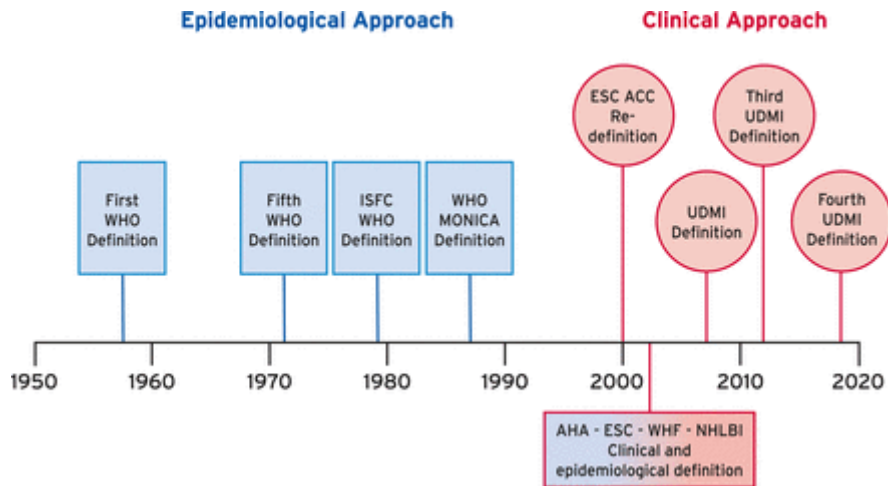 Epidemiological Approach
Clinical Approach
First
WHO
Definition
Fifth
WHO
Definition
ISFC
WHO
Definition
WHO
MONICA
Definition
ESC ACC
Re-
definition
UDMI
Definition
Third
UDMI
Definition
Fourth
UDMI
Definition
1950
1960
1970
1980
1990
2000
2010
2020
AHA - ESC - WHF - NHLBI
Clinical and
epidemiological definition